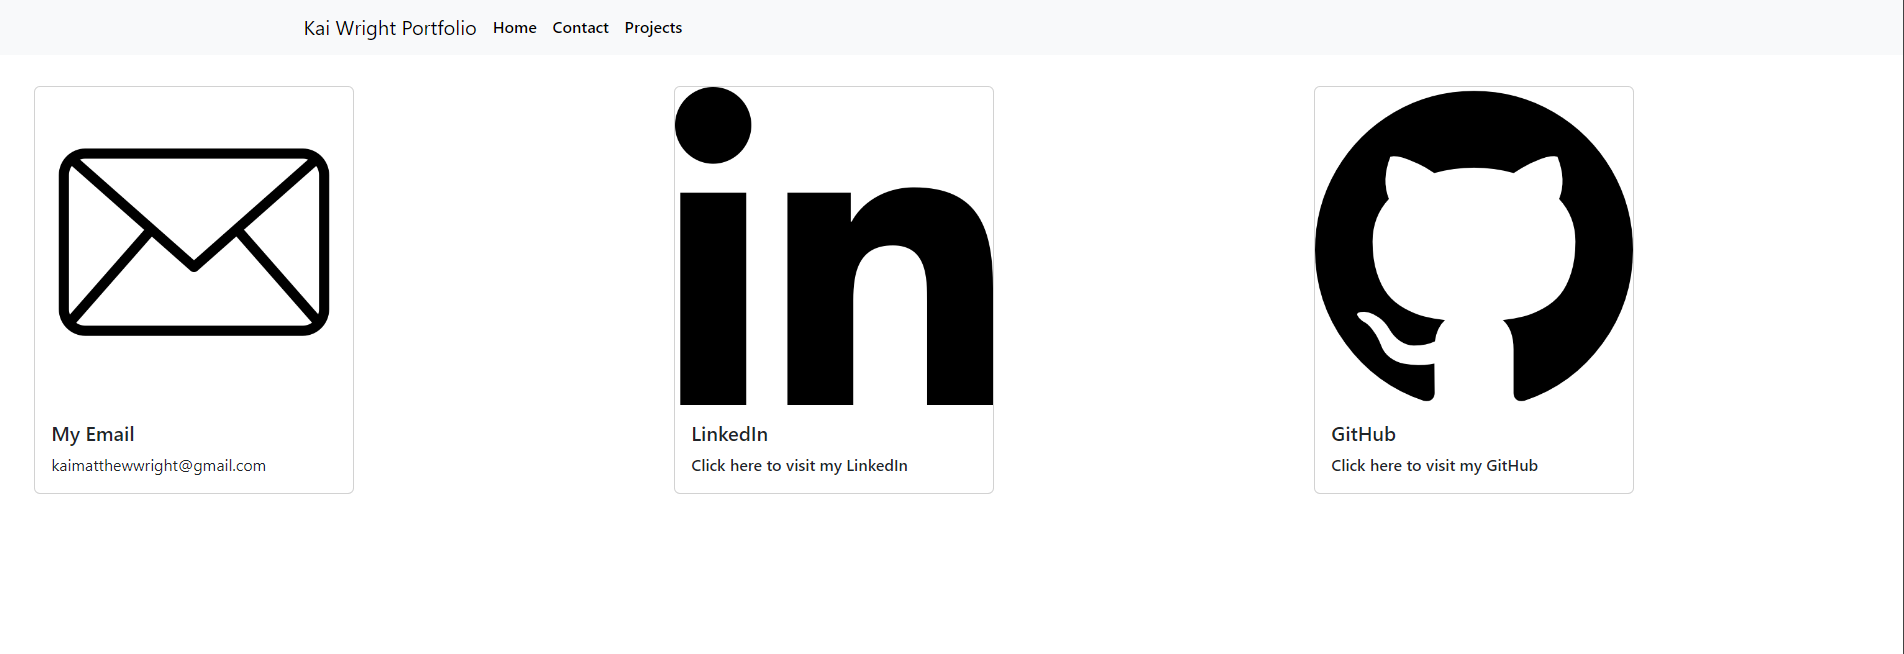 Kai Wright Portfolio Home Contact Projects
in
My Email
kaimatthewwright@gmail.com
LinkedIn
Click here to visit my LinkedIn
GitHub
Click here to visit my GitHub